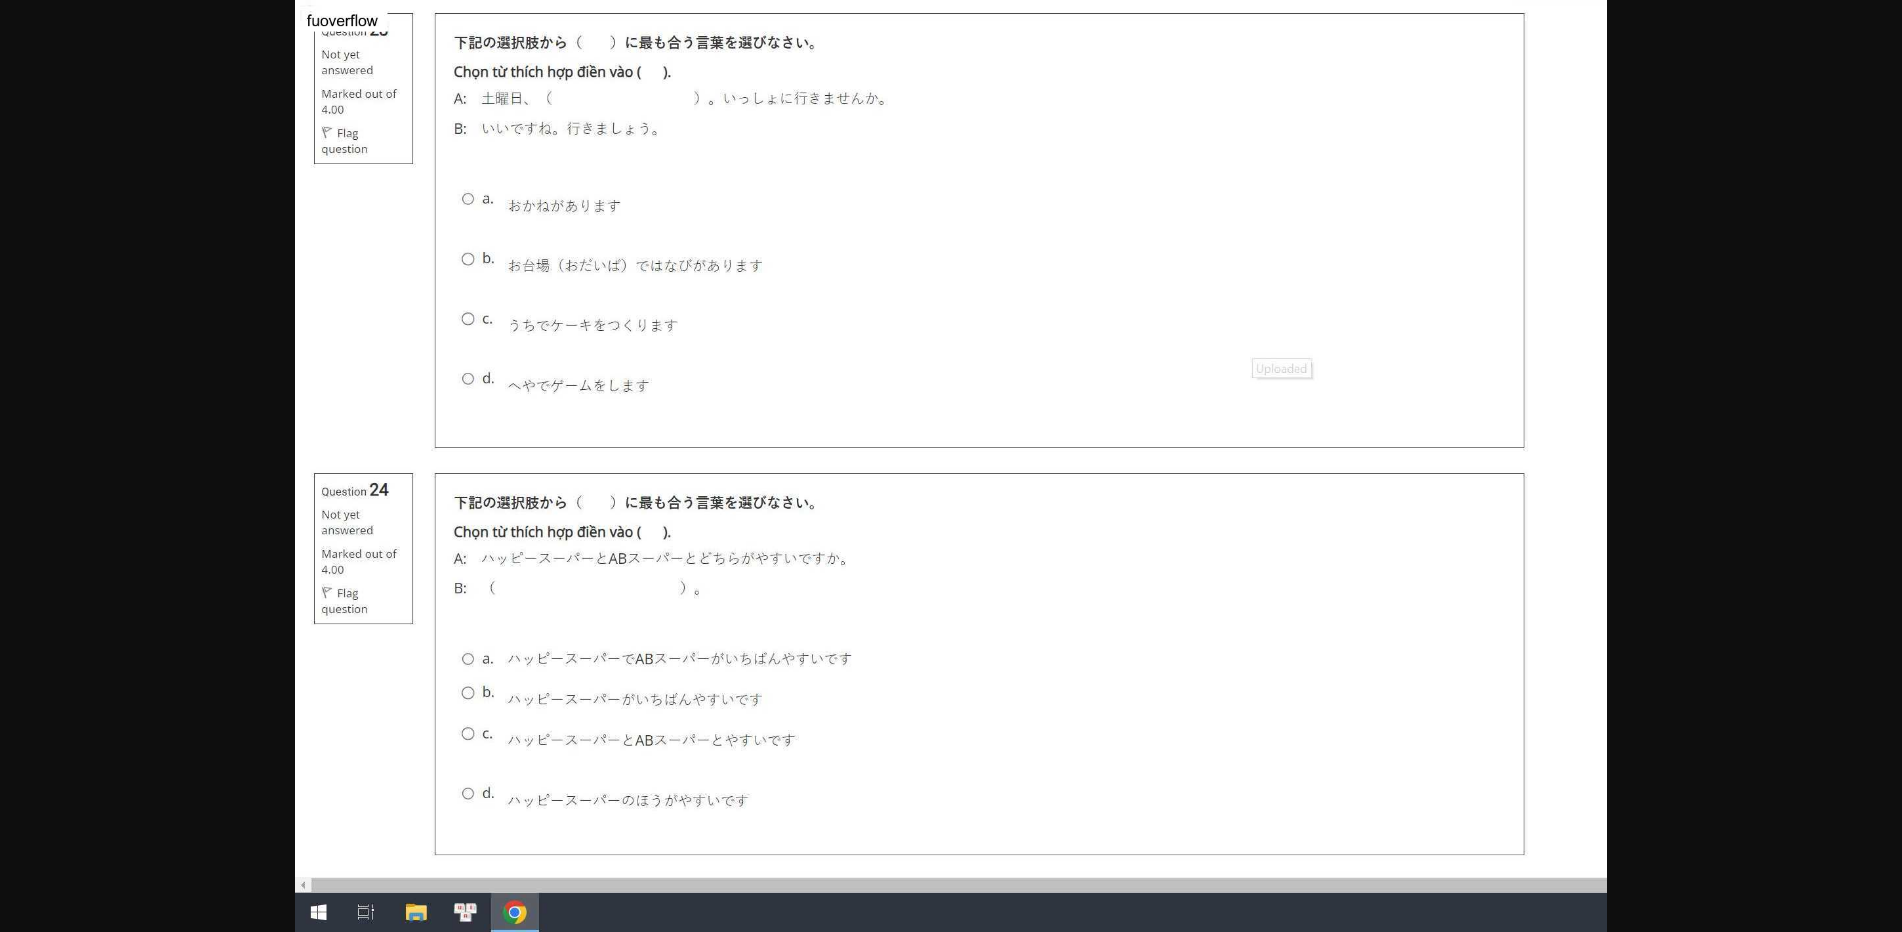 fuoverflow
Question 23
Not yet
answered
Marked out of
4.00
Flag
question
下記の選択肢から（　　）に最も合う言葉を選びなさい。
Chọn từ thích hợp điền vào (     ).
A:　土曜日、（　　　　　　　　　　）。いっしょに行きませんか。
B:　いいですね。行きましょう。
a. おかねがあります
b. お台場（おだいば）ではなびがあります
c. うちでケーキをつくります
d. へやでゲームをします
Uploaded
Question 24
Not yet
answered
Marked out of
4.00
Flag
question
下記の選択肢から（　　）に最も合う言葉を選びなさい。
Chọn từ thích hợp điền vào (     ).
A:　ハッピースーパーとABスーパーとどちらがやすいですか。
B:　（　　　　　　　　　　　　　）。
a. ハッピースーパーでABスーパーがいちばんやすいです
b. ハッピースーパーがいちばんやすいです
c. ハッピースーパーとABスーパーとやすいです
d. ハッピースーパーのほうがやすいです